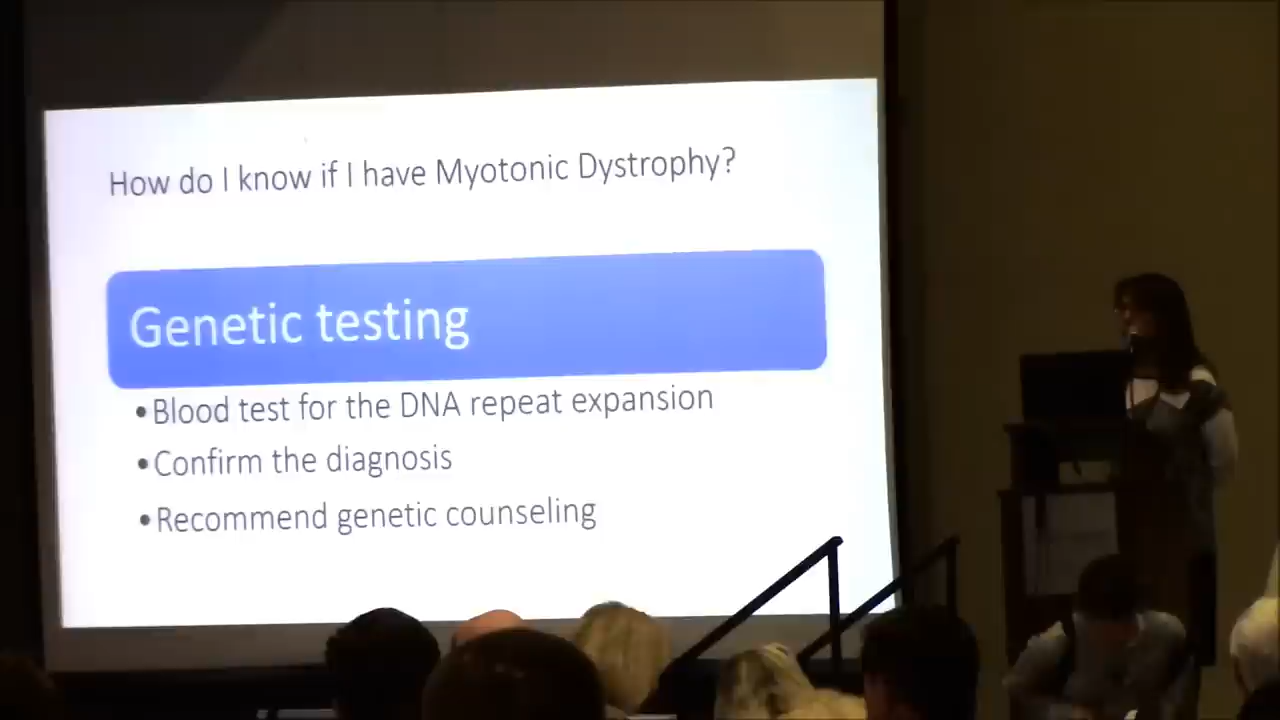 How do I know if I have Myotonic Dystrophy?
Genetic testing
•Blood test for the DNA repeat expansion
•Confirm the diagnosis
•Recommend genetic counseling